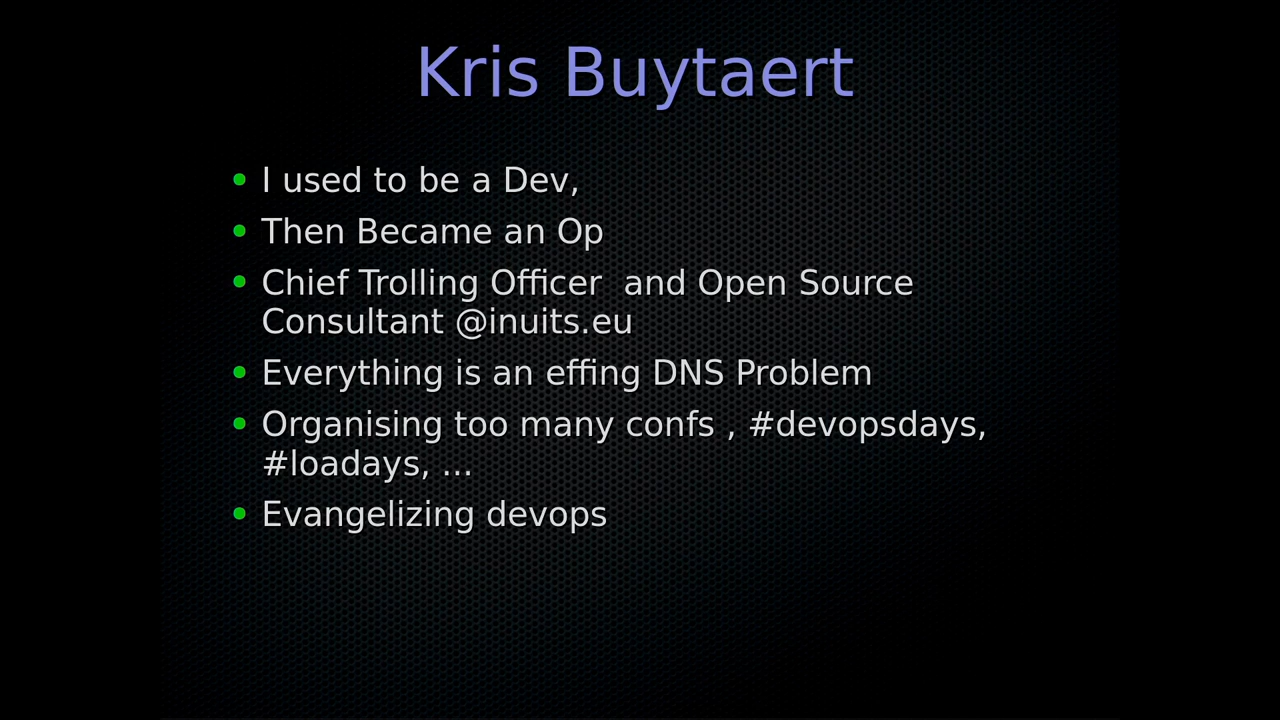 Kris Buytaert
• I used to be a Dev,
• Then Became an Op
• Chief Trolling Officer  and Open Source
Consultant @inuits.eu
• Everything is an effing DNS Problem
• Organising too many confs , #devopsdays,
#loadays, ...
• Evangelizing devops